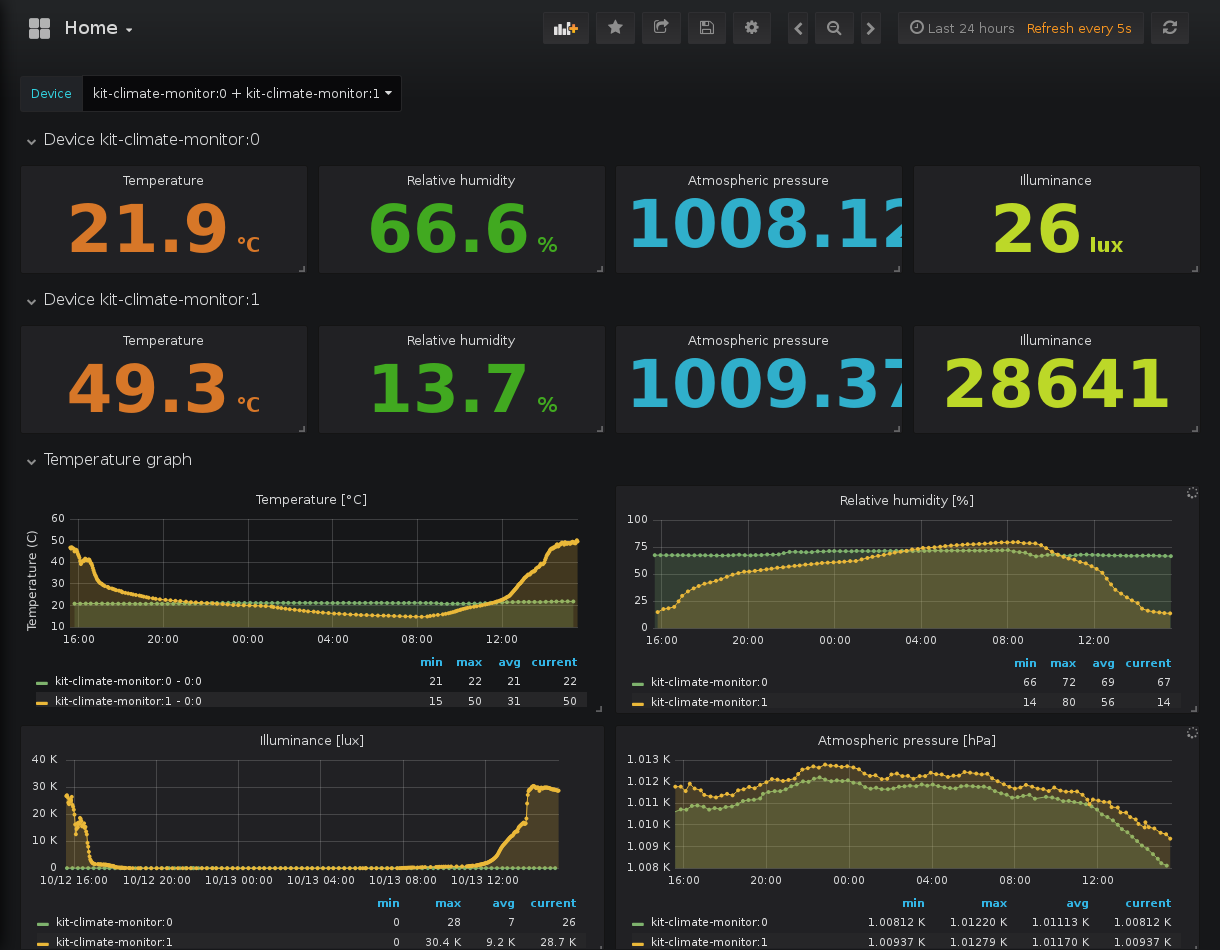 Home
Last 24 hours Refresh every 5s
Device kit-climate-monitor:0 + kit-climate-monitor:1
Device kit-climate-monitor:0
Temperature Relative humidity Atmospheric pressure Illuminance
21.9 °C 66.6 % 1008.12 26 lux
Device kit-climate-monitor:1
Temperature Relative humidity Atmospheric pressure Illuminance
49.3 °C 13.7 % 1009.37 28641
Temperature graph
Temperature [°C]
Temperature (C)
60
50
40
30
20
10
16:00 20:00 00:00 04:00 08:00 12:00
min max avg current
kit-climate-monitor:0 - 0:0 21 22 21 22
kit-climate-monitor:1 - 0:0 15 50 31 50
Relative humidity [%]
100
75
50
25
0
16:00 20:00 00:00 04:00 08:00 12:00
min max avg current
kit-climate-monitor:0 66 72 69 67
kit-climate-monitor:1 14 80 56 14
Illuminance [lux]
40 K
30 K
20 K
10 K
0
10/12 16:00 10/12 20:00 10/13 00:00 10/13 04:00 10/13 08:00 10/13 12:00
min max avg current
kit-climate-monitor:0 0 28 7 26
kit-climate-monitor:1 0 30.4 K 9.2 K 28.7 K
Atmospheric pressure [hPa]
1.013 K
1.012 K
1.011 K
1.010 K
1.009 K
1.008 K
16:00 20:00 00:00 04:00 08:00 12:00
min max avg current
kit-climate-monitor:0 1.00812 K 1.01220 K 1.01113 K 1.00812 K
kit-climate-monitor:1 1.00937 K 1.01279 K 1.01170 K 1.00937 K